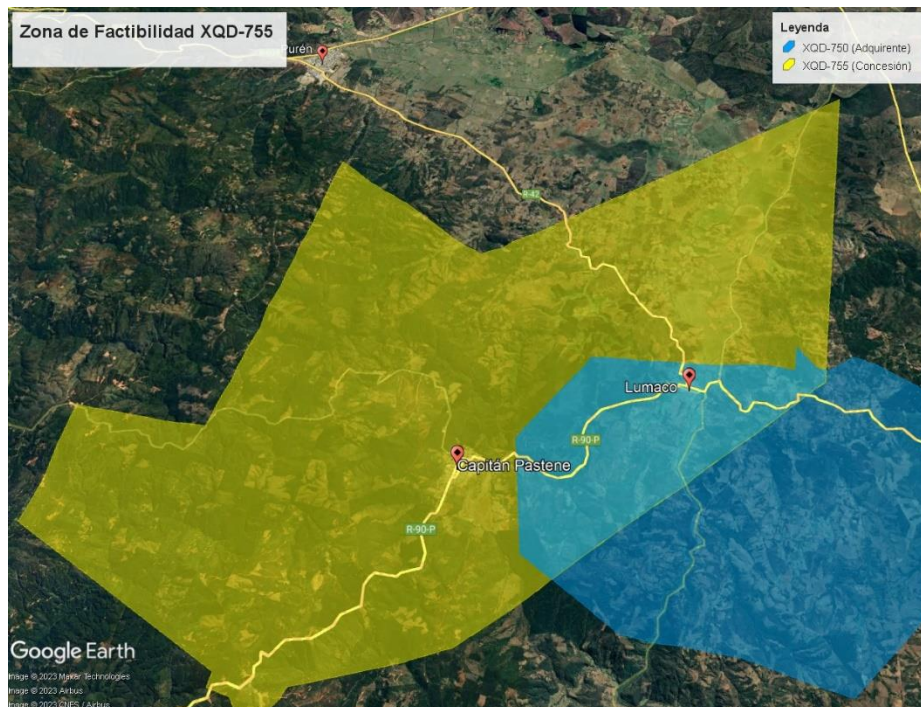 Zona de Factibilidad XQD-755
Leyenda
XQD-750 (Adquirente)
XQD-755 (Concesión)
Purén
R-42
Lumaco
R-90-P
Capitán Pastene
R-90-P
Google Earth
Image © 2023 Maxar Technologies
Image © 2023 Airbus
Image © 2023 CNES / Airbus